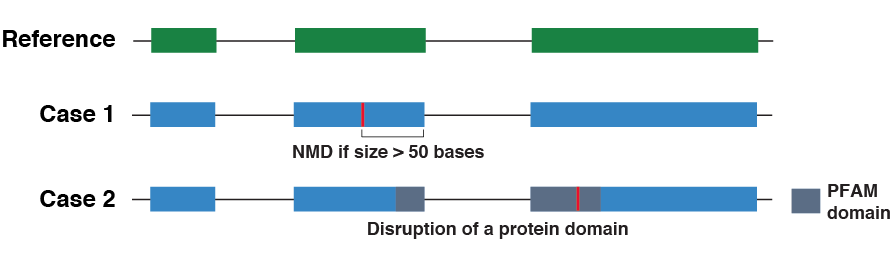 Reference
Case 1
NMD if size > 50 bases
Case 2
PFAM
domain
Disruption of a protein domain